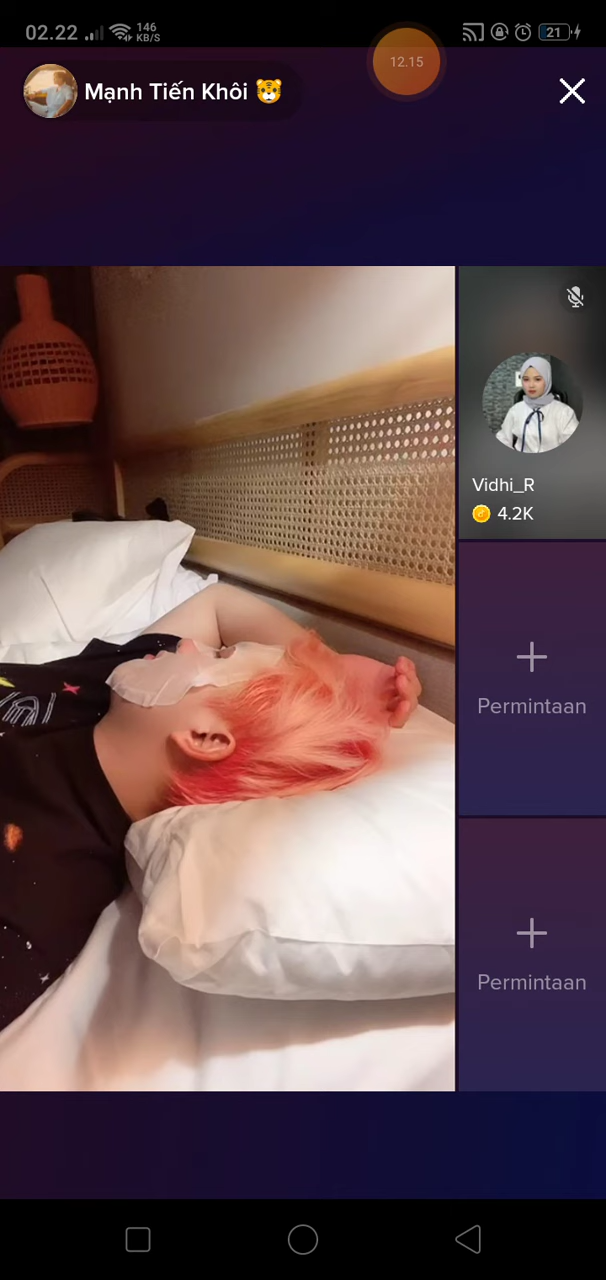 02.22
146
KB/S
21
12.15
Mạnh Tiến Khôi 🐯
Vidhi_R
4.2K
Permintaan
Permintaan